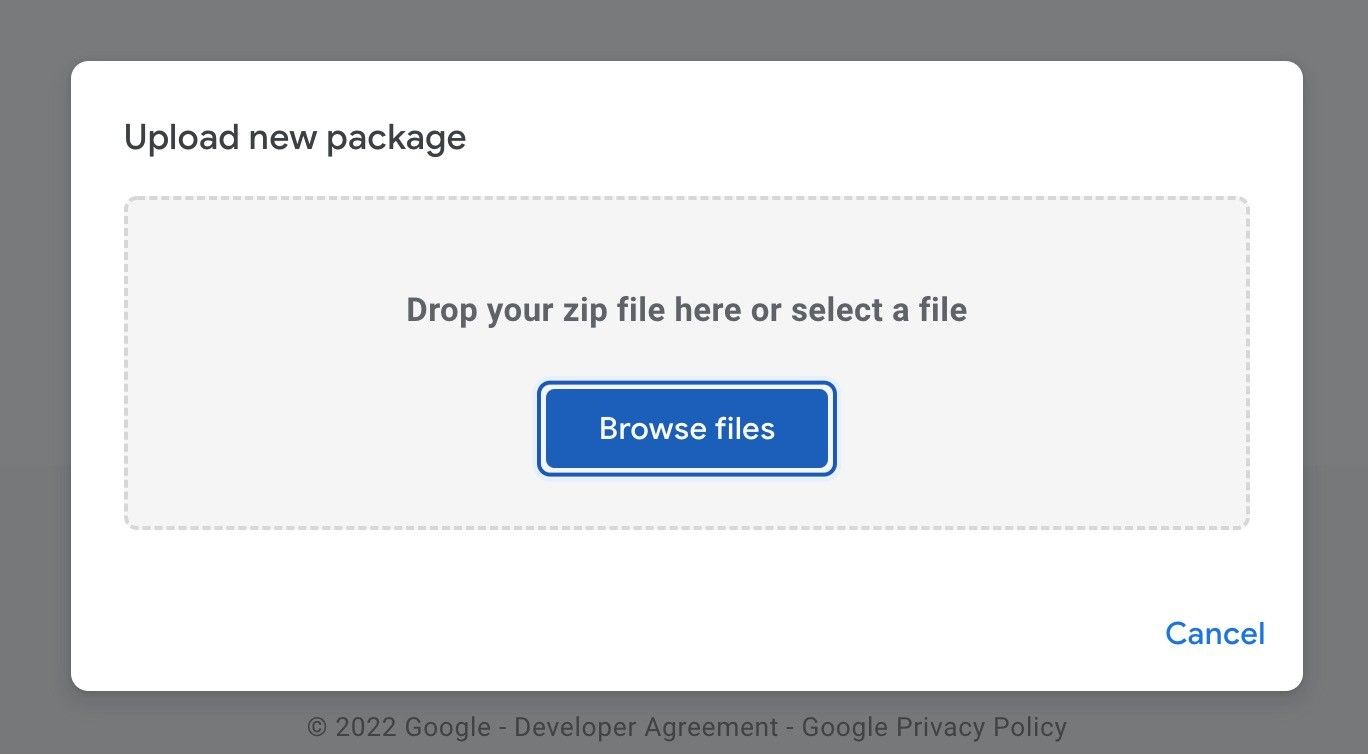 Upload new package
Drop your zip file here or select a file
Browse files
Cancel
© 2022 Google - Developer Agreement - Google Privacy Policy